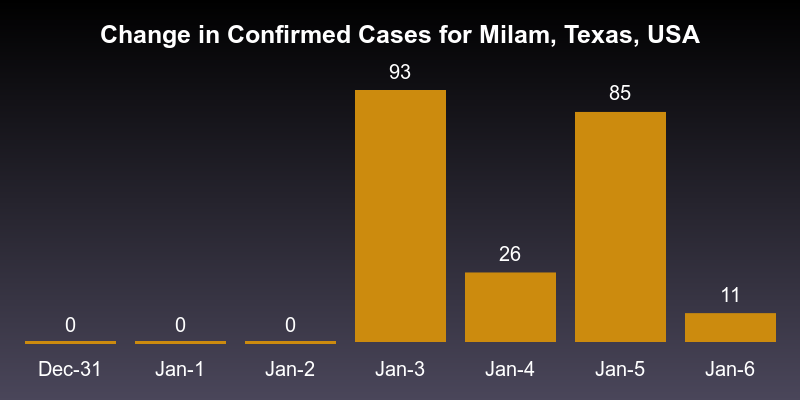 Change in Confirmed Cases for Milam, Texas, USA
93
85
26
11
0 0 0
Dec-31 Jan-1 Jan-2 Jan-3 Jan-4 Jan-5 Jan-6